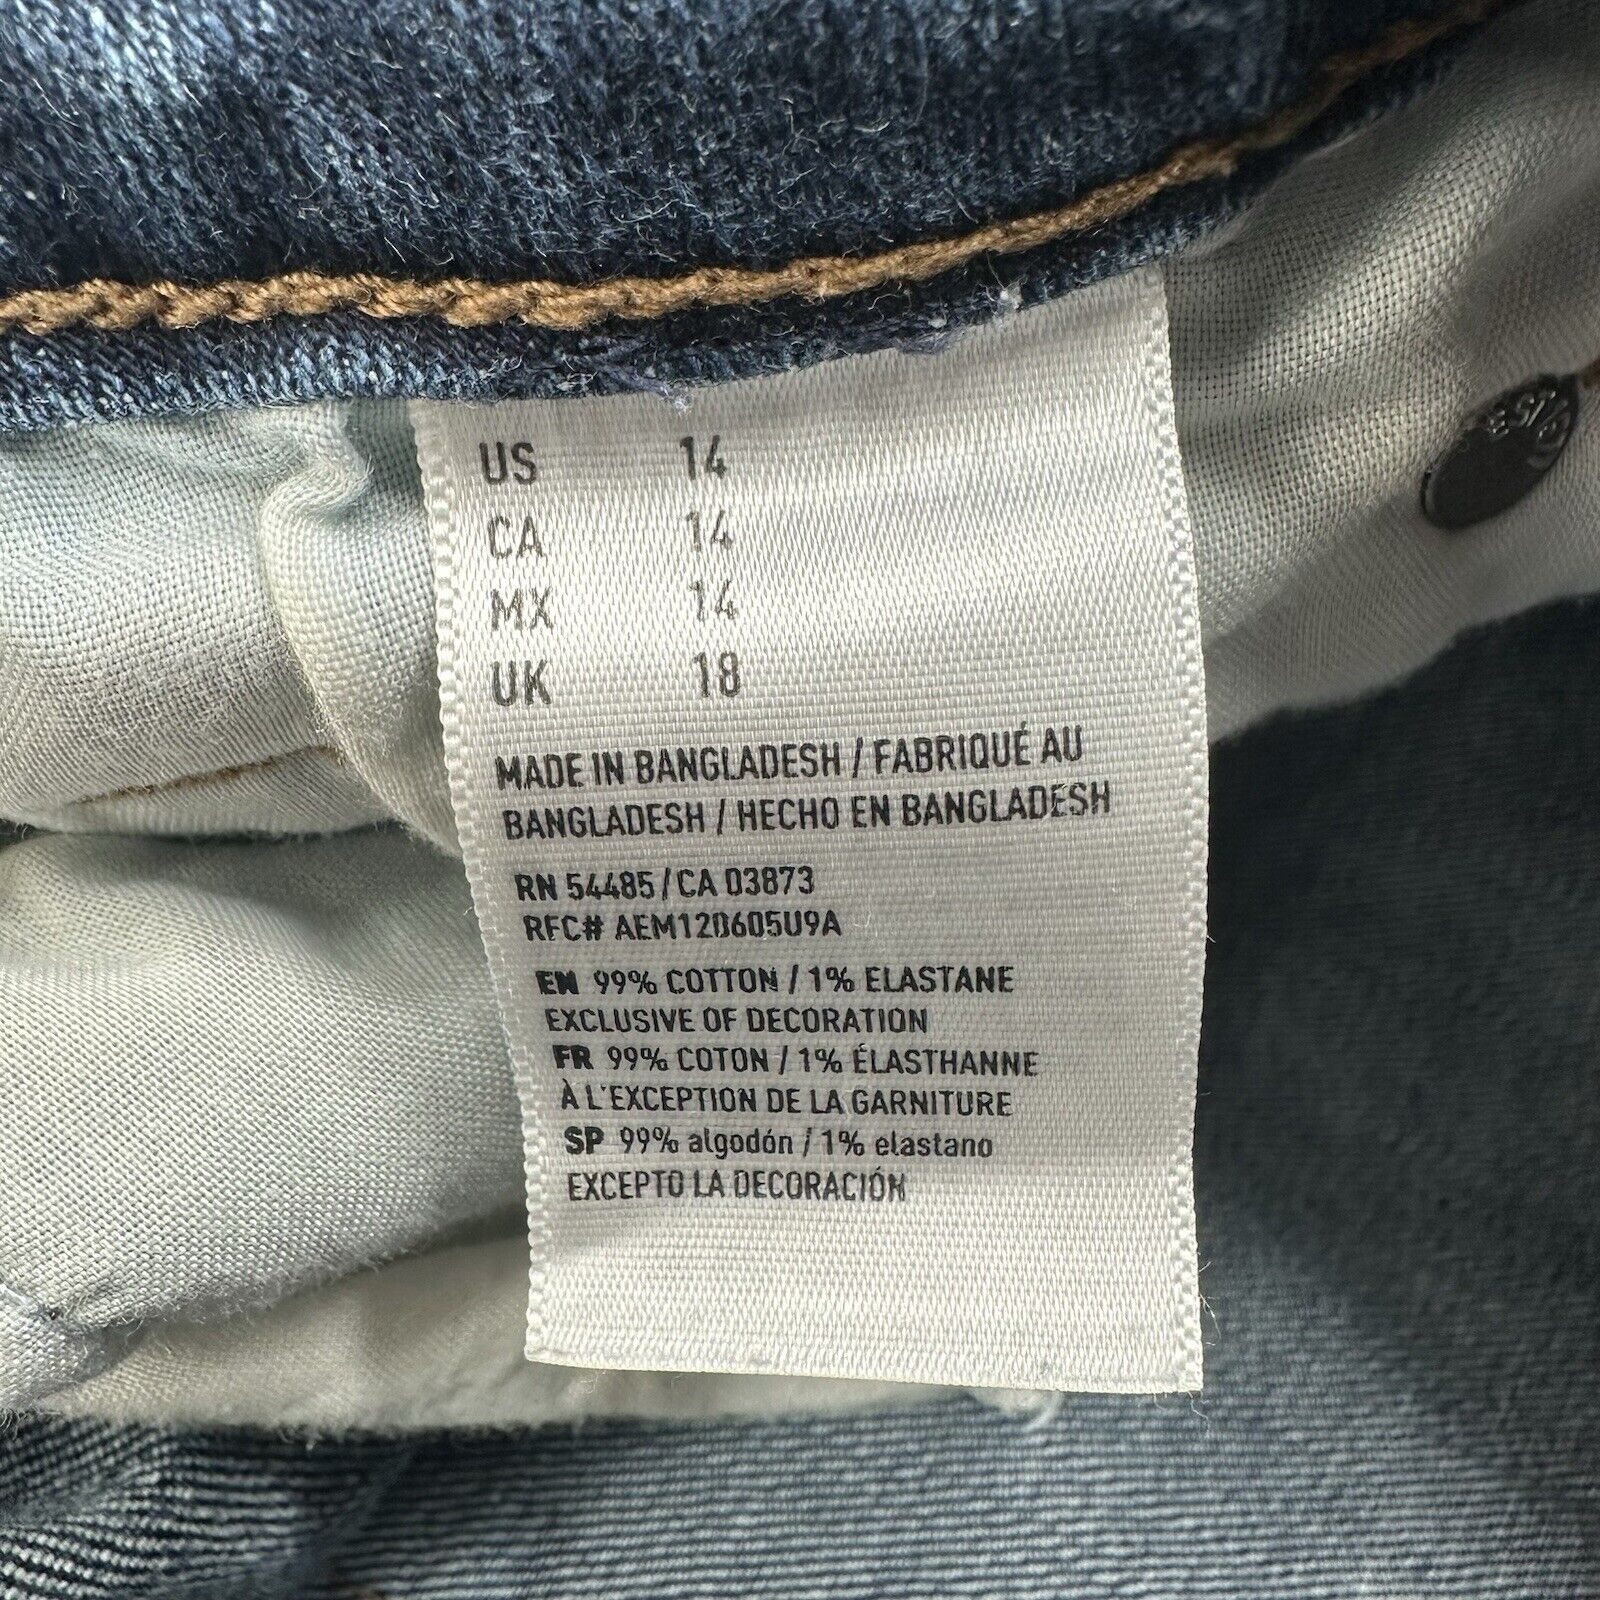 US 14
CA 14
MX 14
UK 18
MADE IN BANGLADESH / FABRIQUÉ AU
BANGLADESH / HECHO EN BANGLADESH
RN 54485 / CA 03873
RFC# AEM120605U9A
EN 99% COTTON / 1% ELASTANE
EXCLUSIVE OF DECORATION
FR 99% COTON / 1% ÉLASTHANNE
À L'EXCEPTION DE LA GARNITURE
SP 99% algodón / 1% elastano
EXCEPTO LA DECORACIÓN